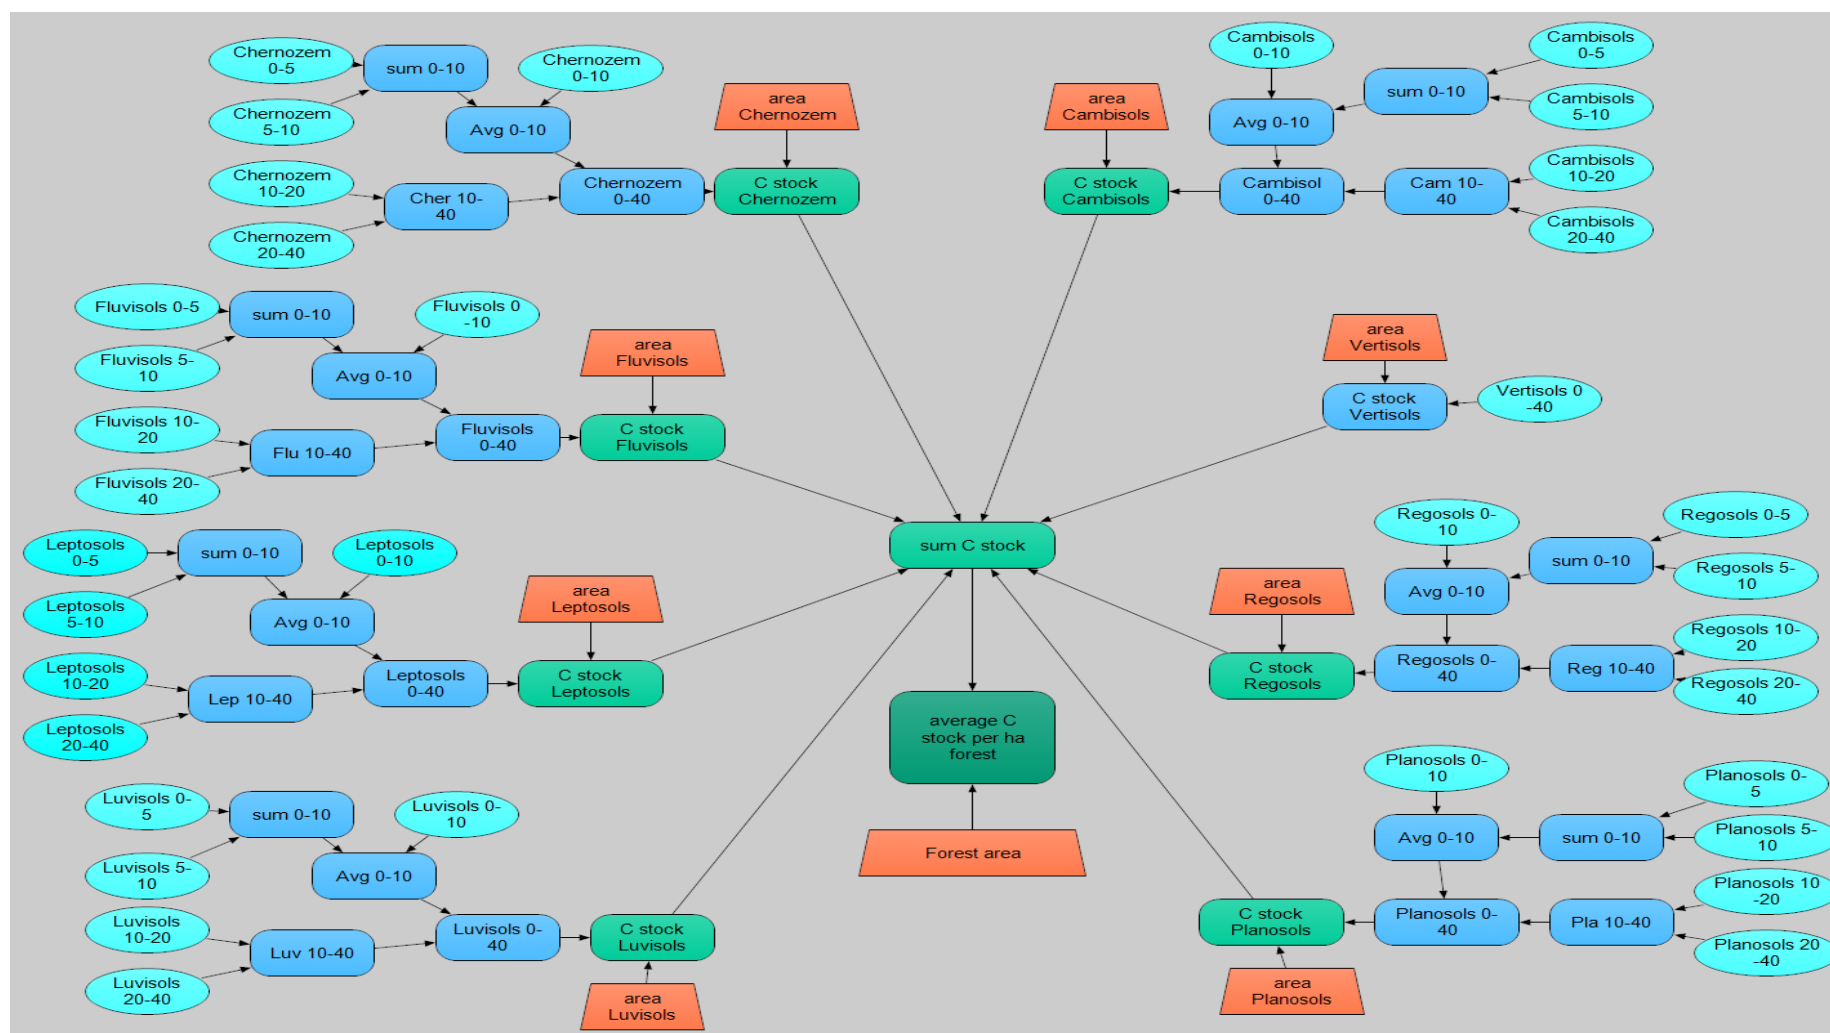 Chernozem
0-5
sum 0-10
Chernozem
0-10
Chernozem
5-10
Avg 0-10
area
Chernozem
Chernozem
10-20
Cher 10-
40
Chernozem
0-40
C stock
Chernozem
Chernozem
20-40
Cambisols
0-10
Cambisols
0-5
sum 0-10
Cambisols
5-10
area
Cambisols
Avg 0-10
Cambisols
10-20
C stock
Cambisols
Cambisol
0-40
Cam 10-
40
Cambisols
20-40
Fluvisols 0-5
sum 0-10
Fluvisols 0
-10
Fluvisols 5-
10
Avg 0-10
area
Fluvisols
Fluvisols 10-
20
Flu 10-40
Fluvisols
0-40
C stock
Fluvisols
Fluvisols 20-
40
area
Vertisols
C stock
Vertisols
Vertisols 0
-40
Leptosols
0-5
sum 0-10
Leptosols
0-10
Leptosols
5-10
Avg 0-10
area
Leptosols
Leptosols
10-20
Lep 10-40
Leptosols
0-40
C stock
Leptosols
Leptosols
20-40
sum C stock
average C
stock per ha
forest
Forest area
Regosols 0-
10
Regosols 0-5
sum 0-10
Regosols 5-
10
area
Regosols
Avg 0-10
Regosols 10-
20
C stock
Regosols
Regosols 0-
40
Reg 10-40
Regosols 20-
40
Luvisols 0-
5
sum 0-10
Luvisols 0-
10
Luvisols 5-
10
Avg 0-10
Luvisols
10-20
Luv 10-40
Luvisols 0-
40
C stock
Luvisols
Luvisols
20-40
area
Luvisols
Planosols 0-
10
Planosols 0-
5
Avg 0-10
sum 0-10
Planosols 5-
10
Planosols 10
-20
C stock
Planosols
Planosols 0-
40
Pla 10-40
Planosols 20
-40
area
Planosols